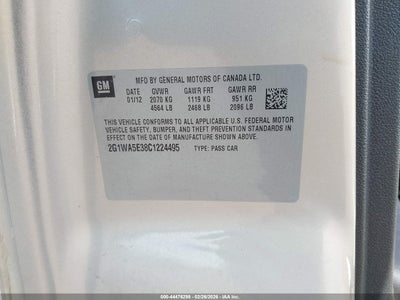 GM
MFD BY GENERAL MOTORS OF CANADA LTD.
DATE GVWR GAWR FRT GAWR RR
01/12 2070 KG 1119 KG 951 KG
4564 LB 2468 LB 2096 LB
THIS VEHICLE CONFORMS TO ALL APPLICABLE U.S. FEDERAL MOTOR
VEHICLE SAFETY, BUMPER, AND THEFT PREVENTION STANDARDS IN
EFFECT ON THE DATE OF MANUFACTURE SHOWN ABOVE.
2G1WA5E38C1224495 TYPE: PASS CAR
500-44478295 - 02/26/2026 - IAA Inc.